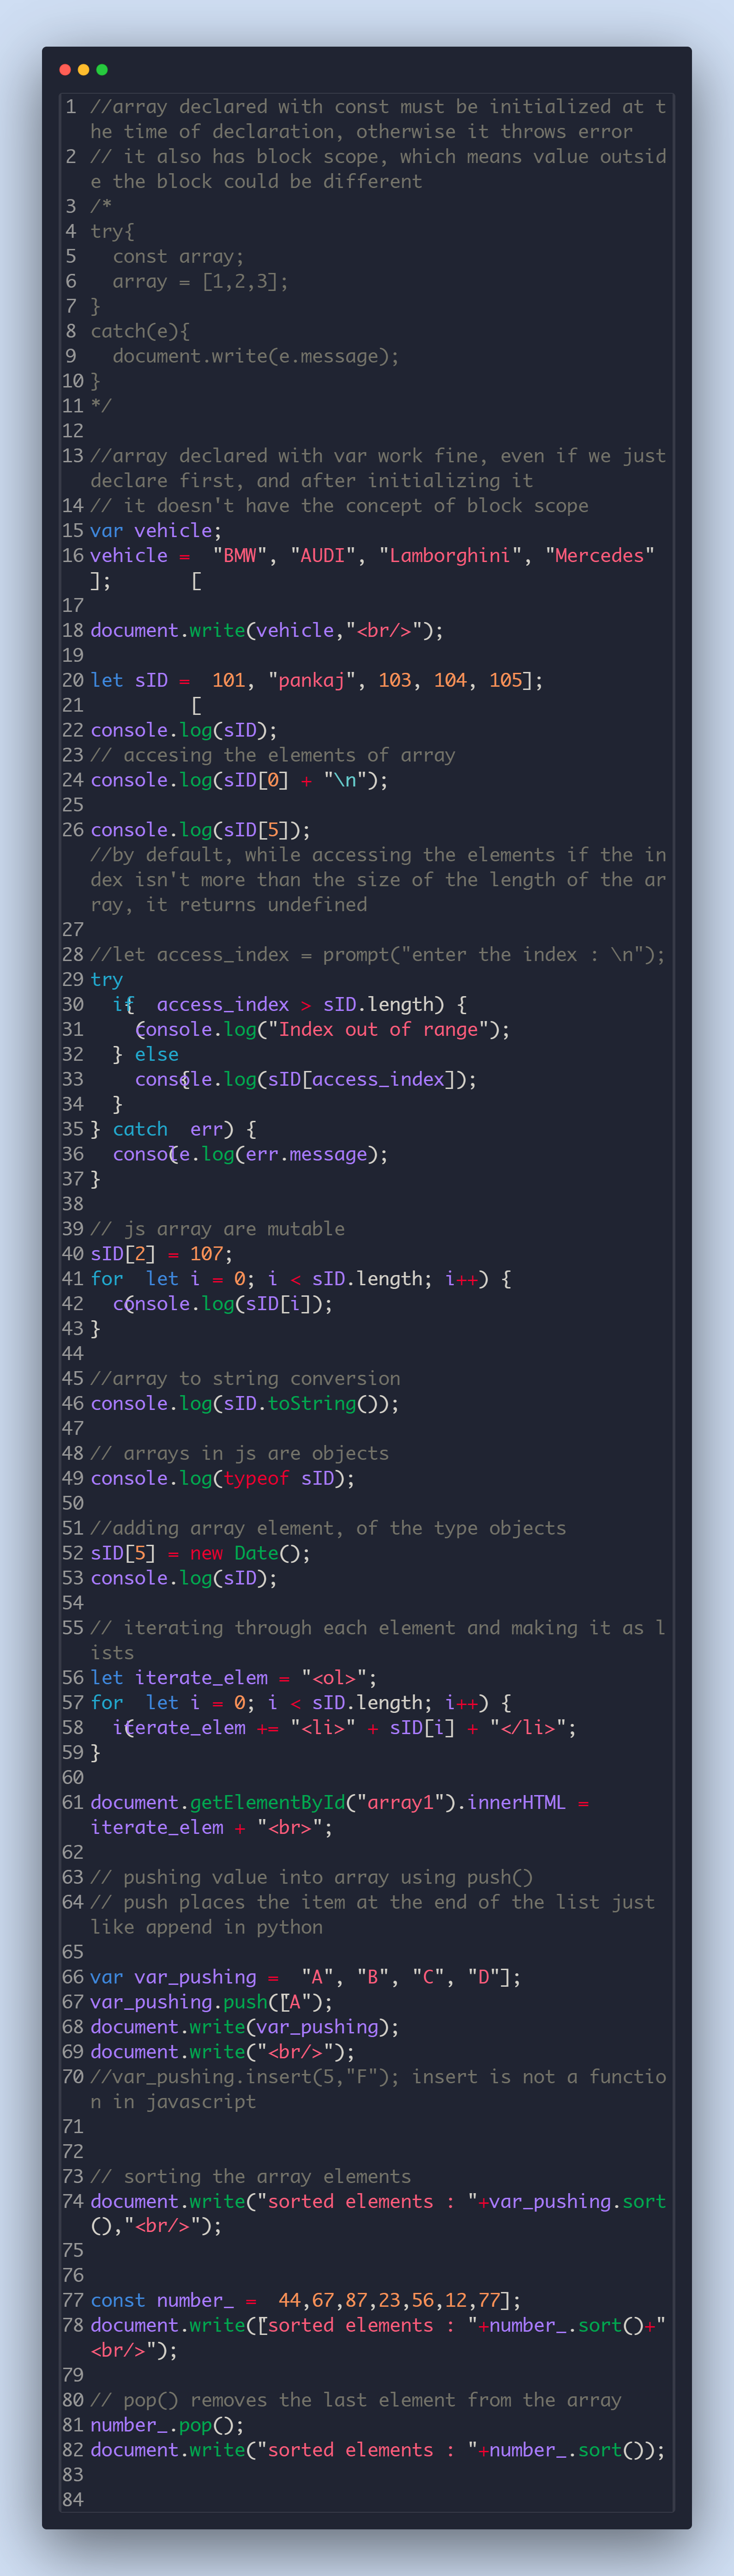 1 //array declared with const must be initialized at t
he time of declaration, otherwise it throws error
2 // it also has block scope, which means value outsid
e the block could be different
3 /*
4 try{
5   const array;
6   array = [1,2,3];
7 }
8 catch(e){
9   document.write(e.message);
10 }
11 */
12
13 //array declared with var work fine, even if we just
declare first, and after initializing it
14 // it doesn't have the concept of block scope
15 var vehicle;
16 vehicle =  "BMW", "AUDI", "Lamborghini", "Mercedes"
];       [
17
18 document.write(vehicle,"<br/>");
19
20 let sID =  101, "pankaj", 103, 104, 105];
21          [
22 console.log(sID);
23 // accesing the elements of array
24 console.log(sID[0] + "\n");
25
26 console.log(sID[5]);
//by default, while accessing the elements if the in
dex isn't more than the size of the length of the ar
ray, it returns undefined
27
28 //let access_index = prompt("enter the index : \n");
29 try
30   if{  access_index > sID.length) {
31     (console.log("Index out of range");
32   } else
33     console.log(sID[access_index]);
34   }
35 } catch  err) {
36   console.log(err.message);
37 }
38
39 // js array are mutable
40 sID[2] = 107;
41 for  let i = 0; i < sID.length; i++) {
42   console.log(sID[i]);
43 }
44
45 //array to string conversion
46 console.log(sID.toString());
47
48 // arrays in js are objects
49 console.log(typeof sID);
50
51 //adding array element, of the type objects
52 sID[5] = new Date();
53 console.log(sID);
54
55 // iterating through each element and making it as l
ists
56 let iterate_elem = "<ol>";
57 for  let i = 0; i < sID.length; i++) {
58   iterate_elem += "<li>" + sID[i] + "</li>";
59 }
60
61 document.getElementById("array1").innerHTML =
iterate_elem + "<br>";
62
63 // pushing value into array using push()
64 // push places the item at the end of the list just
like append in python
65
66 var var_pushing =  "A", "B", "C", "D"];
67 var_pushing.push(["A");
68 document.write(var_pushing);
69 document.write("<br/>");
70 //var_pushing.insert(5,"F"); insert is not a functio
n in javascript
71
72
73 // sorting the array elements
74 document.write("sorted elements : "+var_pushing.sort
(),"<br/>");
75
76
77 const number_ =  44,67,87,23,56,12,77];
78 document.write(["sorted elements : "+number_.sort()+"
<br/>");
79
80 // pop() removes the last element from the array
81 number_.pop();
82 document.write("sorted elements : "+number_.sort());
83
84